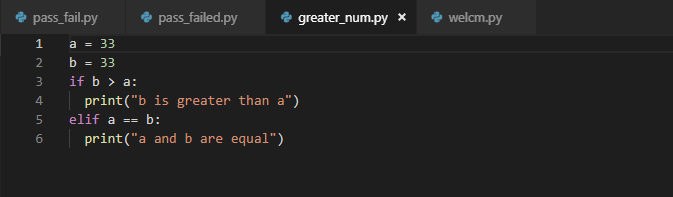 pass_fail.py pass_failed.py greater_num.py × welcm.py
1 a = 33
2 b = 33
3 if b > a:
4   print("b is greater than a")
5 elif a == b:
6   print("a and b are equal")